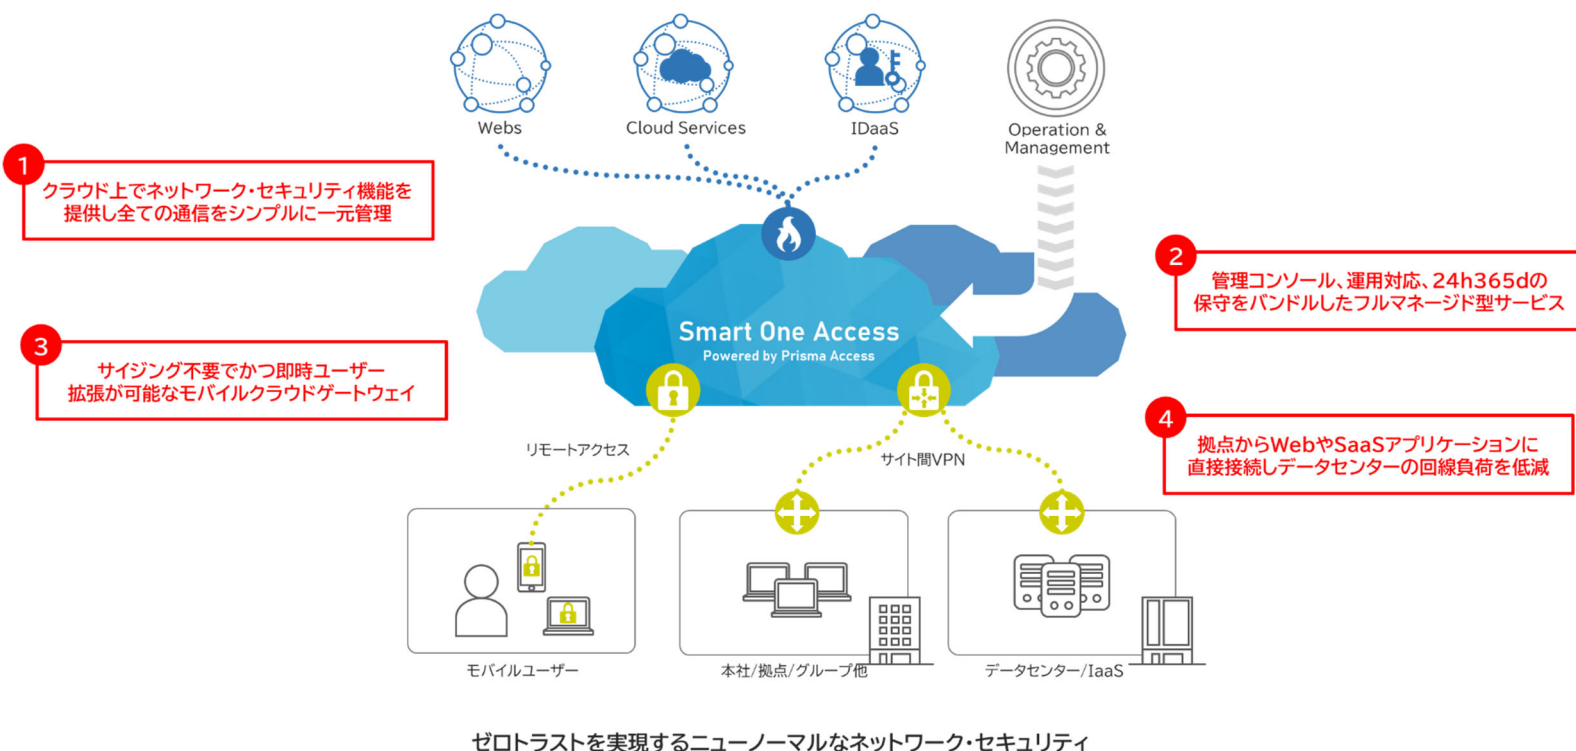 Webs
Cloud Services
IDaaS
Operation &
Management
1
クラウド上でネットワーク・セキュリティ機能を
提供し全ての通信をシンプルに一元管理
2
管理コンソール、運用対応、24h365dの
保守をバンドルしたフルマネージド型サービス
Smart One Access
Powered by Prisma Access
3
サイジング不要でかつ即時ユーザー
拡張が可能なモバイルクラウドゲートウェイ
4
拠点からWebやSaaSアプリケーションに
直接接続しデータセンターの回線負荷を低減
リモートアクセス
サイト間VPN
モバイルユーザー
本社/拠点/グループ他
データセンター/IaaS
ゼロトラストを実現するニューノーマルなネットワーク・セキュリティ